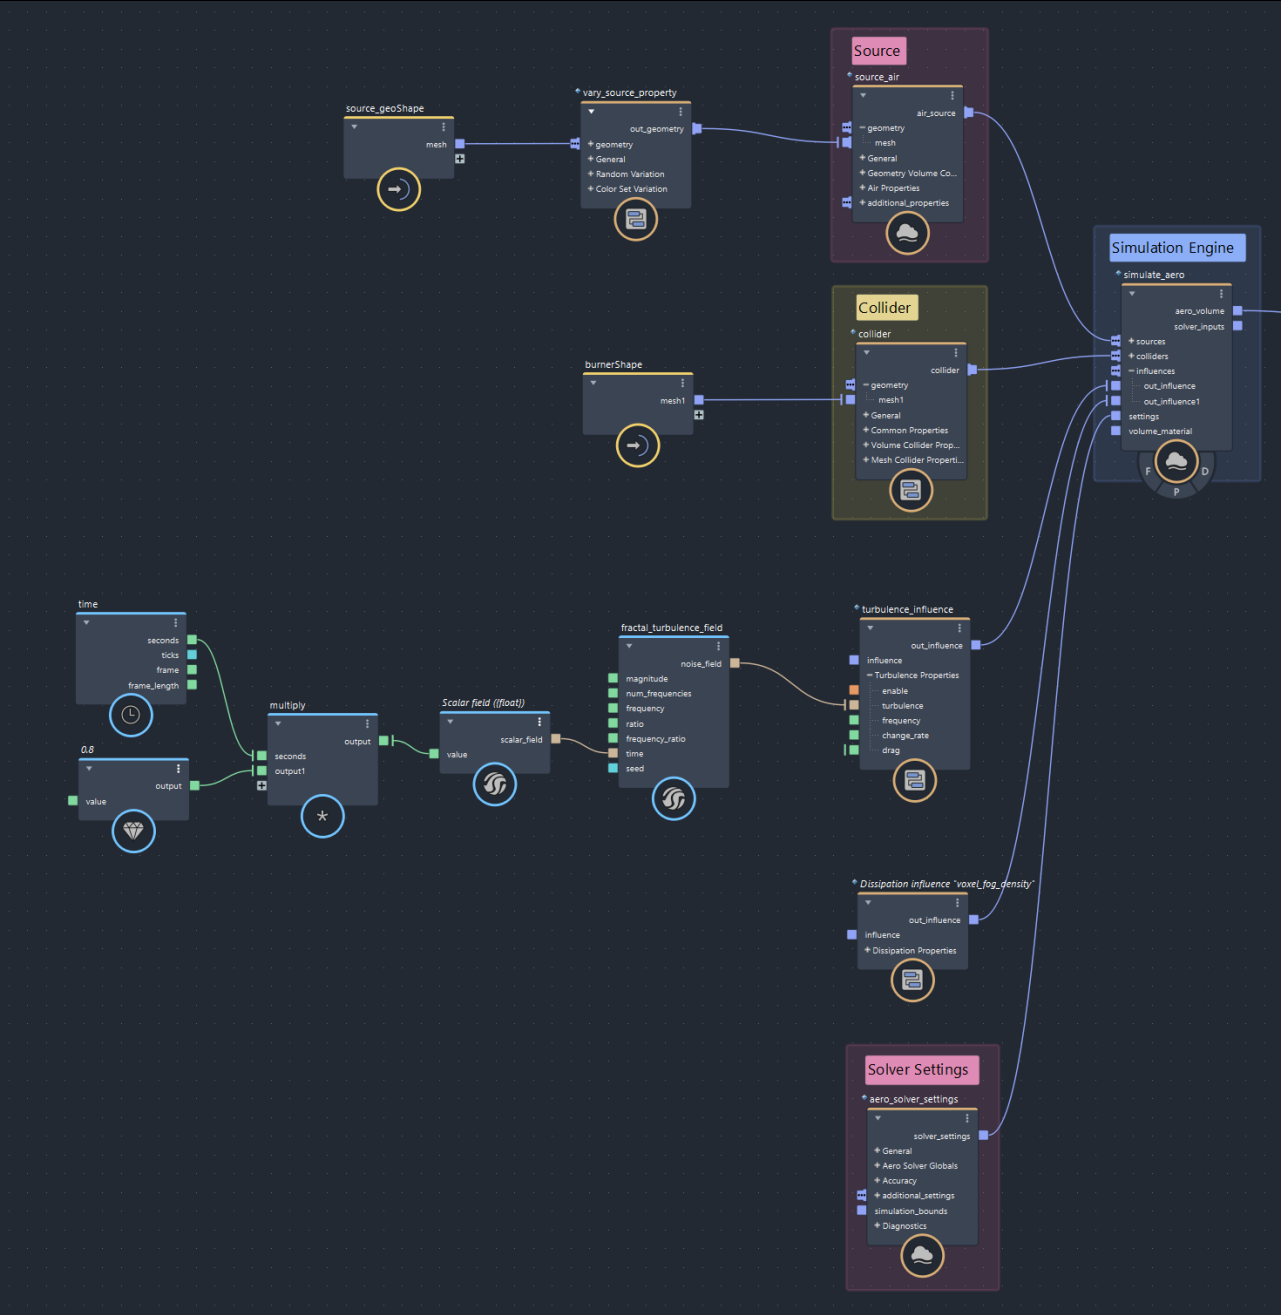 Source
source_air
air_source
geometry
mesh
General
Geometry Volume Co...
Air Properties
additional_properties
vary_source_property
out_geometry
geometry
General
Random Variation
Color Set Variation
source_geoShape
mesh
Simulation Engine
simulate_aero
aero_volume
solver_inputs
sources
colliders
influences
out_influence
out_influence1
settings
volume_material
F
P
D
Collider
collider
collider
geometry
mesh1
General
Common Properties
Volume Collider Prop...
Mesh Collider Properti...
burnerShape
mesh1
time
seconds
ticks
frame
frame_length
0.8
output
value
multiply
output
seconds
output1
*
Scalar field ((float))
scalar_field
value
fractal_turbulence_field
noise_field
magnitude
num_frequencies
frequency
ratio
frequency_ratio
time
seed
turbulence_influence
out_influence
influence
Turbulence Properties
enable
turbulence
frequency
change_rate
drag
Dissipation influence "voxel_fog_density"
out_influence
influence
Dissipation Properties
Solver Settings
aero_solver_settings
solver_settings
General
Aero Solver Globals
Accuracy
additional_settings
simulation_bounds
Diagnostics